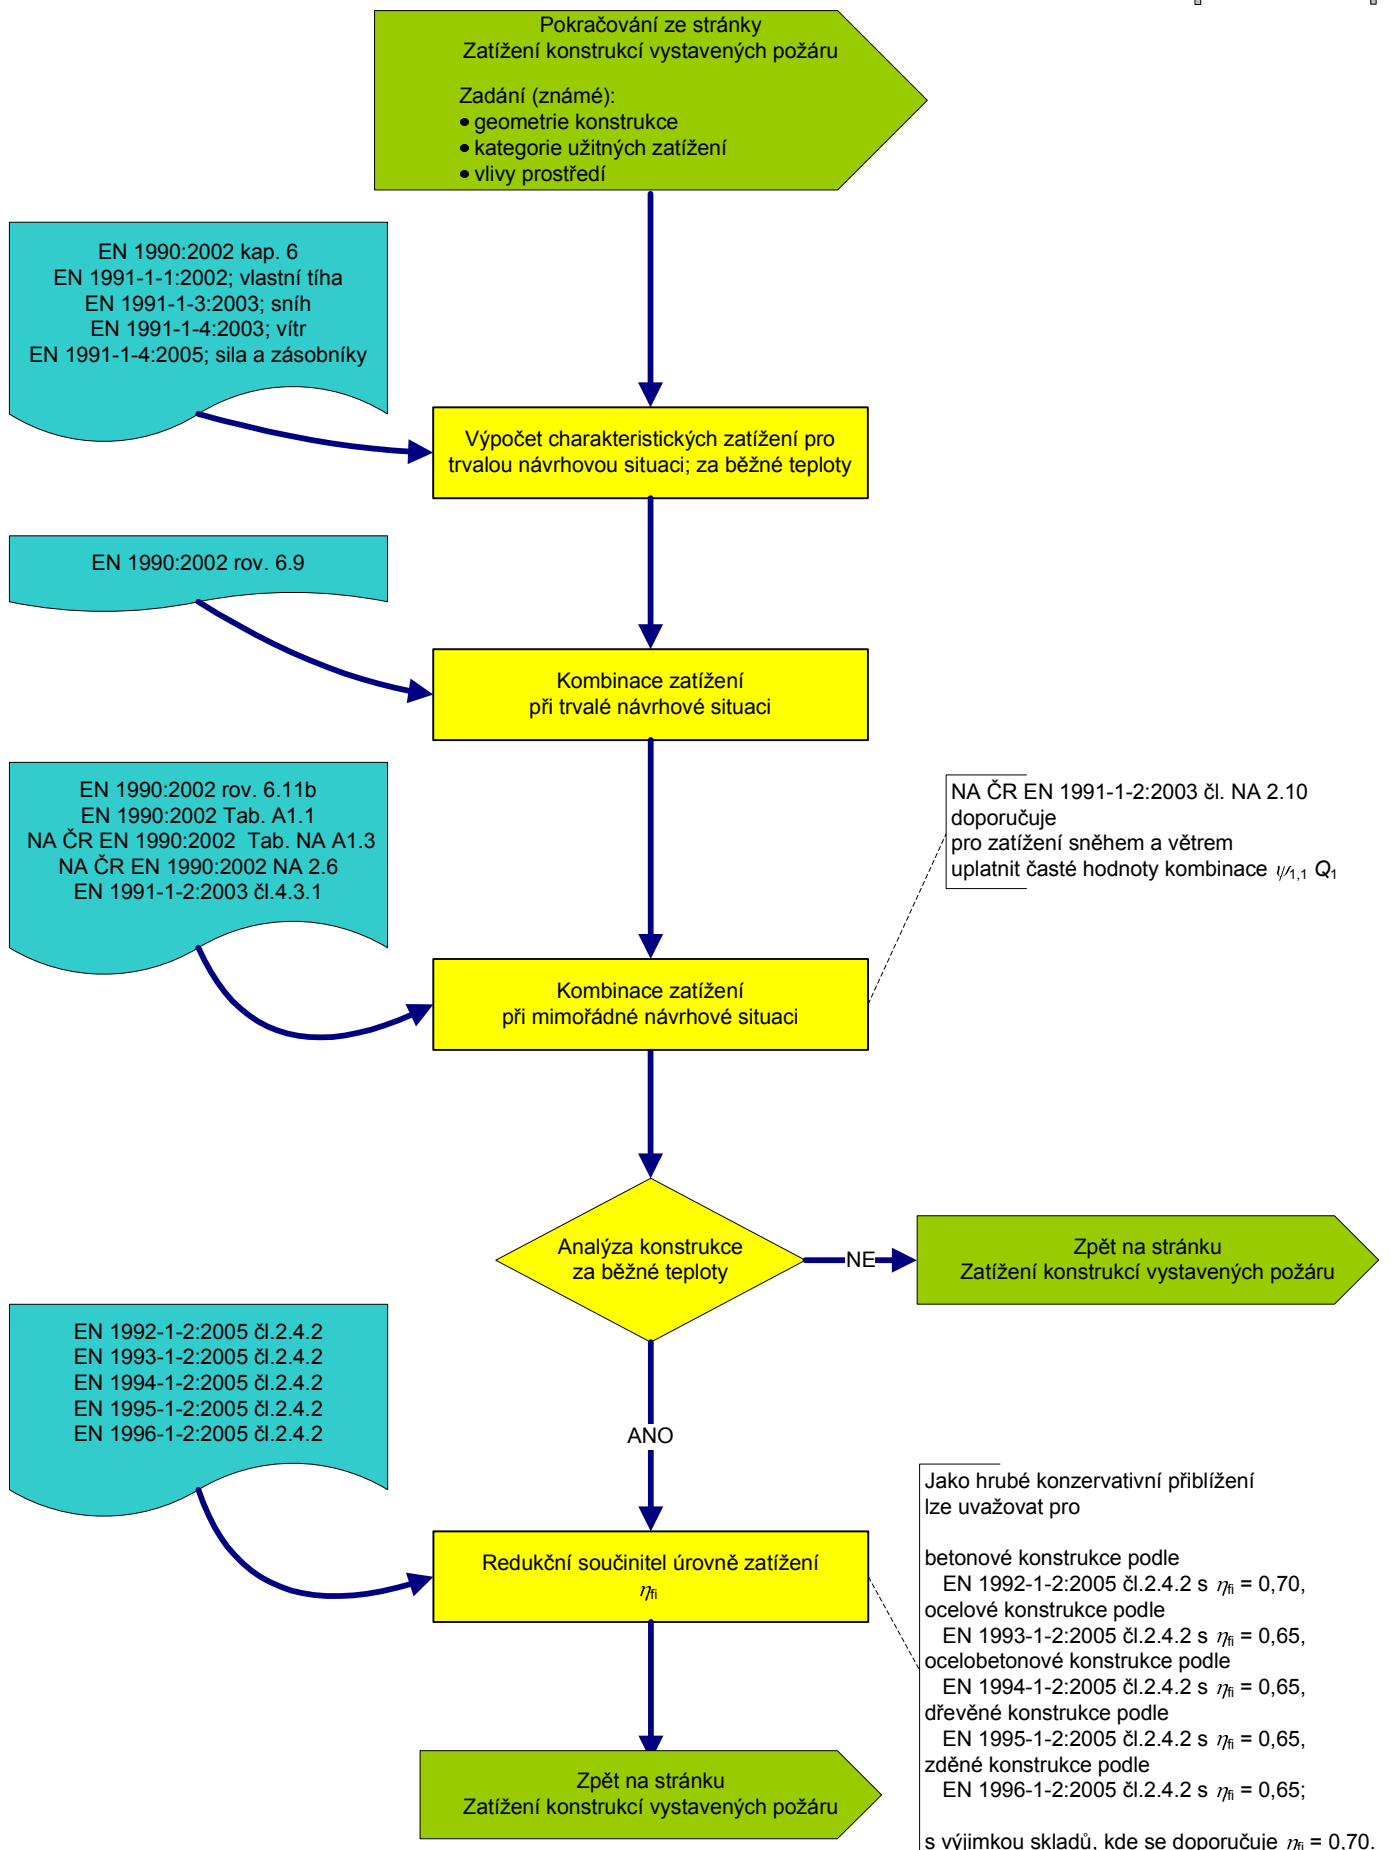 Pokračování ze stránky
Zatížení konstrukcí vystavených požáru
Zadání (známé):
• geometrie konstrukce
• kategorie užitných zatížení
• vlivy prostředí
EN 1990:2002 kap. 6
EN 1991-1-1:2002; vlastní tíha
EN 1991-1-3:2003; sníh
EN 1991-1-4:2003; vítr
EN 1991-1-4:2005; sila a zásobníky
Výpočet charakteristických zatížení pro
trvalou návrhovou situaci; za běžné teploty
EN 1990:2002 rov. 6.9
Kombinace zatížení
při trvalé návrhové situaci
EN 1990:2002 rov. 6.11b
EN 1990:2002 Tab. A1.1
NA ČR EN 1990:2002  Tab. NA A1.3
NA ČR EN 1990:2002 NA 2.6
EN 1991-1-2:2003 čl.4.3.1
NA ČR EN 1991-1-2:2003 čl. NA 2.10
doporučuje
pro zatížení sněhem a větrem
uplatnit časté hodnoty kombinace ψ1,1 Q1
Kombinace zatížení
při mimořádné návrhové situaci
Analýza konstrukce
za běžné teploty
NE
Zpět na stránku
Zatížení konstrukcí vystavených požáru
EN 1992-1-2:2005 čl.2.4.2
EN 1993-1-2:2005 čl.2.4.2
EN 1994-1-2:2005 čl.2.4.2
EN 1995-1-2:2005 čl.2.4.2
EN 1996-1-2:2005 čl.2.4.2
ANO
Redukční součinitel úrovně zatížení
ηfi
Jako hrubé konzervativní přiblížení
lze uvažovat pro
betonové konstrukce podle
EN 1992-1-2:2005 čl.2.4.2 s ηfi = 0,70,
ocelové konstrukce podle
EN 1993-1-2:2005 čl.2.4.2 s ηfi = 0,65,
ocelobetonové konstrukce podle
EN 1994-1-2:2005 čl.2.4.2 s ηfi = 0,65,
dřevěné konstrukce podle
EN 1995-1-2:2005 čl.2.4.2 s ηfi = 0,65,
zděné konstrukce podle
EN 1996-1-2:2005 čl.2.4.2 s ηfi = 0,65;
s výjimkou skladů, kde se doporučuje ηfi = 0,70.
Zpět na stránku
Zatížení konstrukcí vystavených požáru